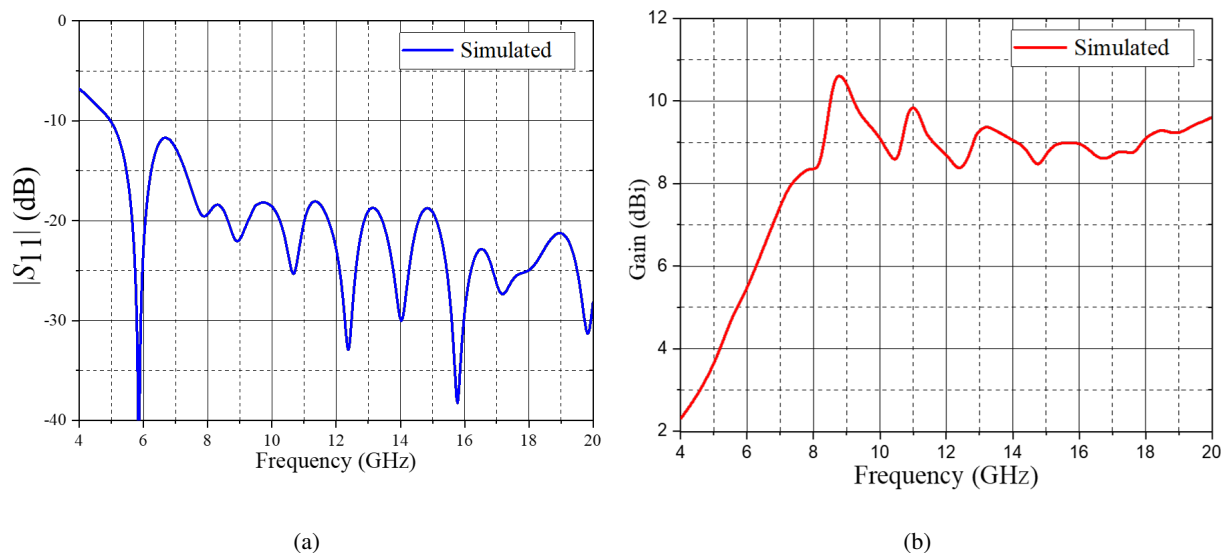 0
-10
-20
-30
-40
|S11| (dB)
Simulated
4 6 8 10 12 14 16 18 20
Frequency (GHz)
(a)
12
10
8
6
4
2
Gain (dBi)
Simulated
4 6 8 10 12 14 16 18 20
Frequency (GHz)
(b)